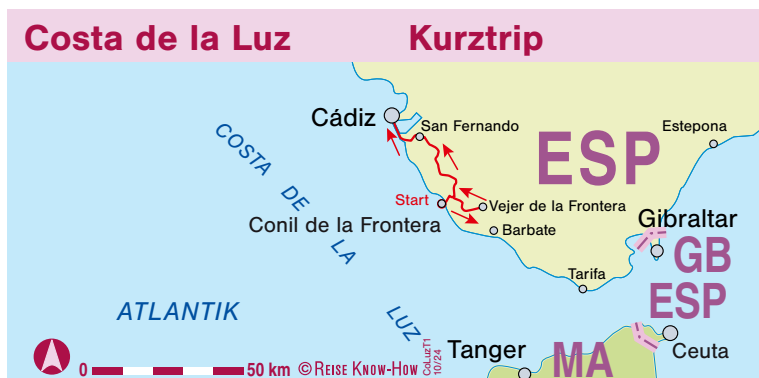 Costa de la Luz Kurztrip
Cádiz
San Fernando
Estepona
COSTA DE LA LUZ
ESP
Start
Vejer de la Frontera
Conil de la Frontera
Barbate
Gibraltar
GB
Tarifa
ESP
ATLANTIK
Tanger
MA
Ceuta
0 50 km © REISE KNOW-HOW
CdLuzT1
10/24